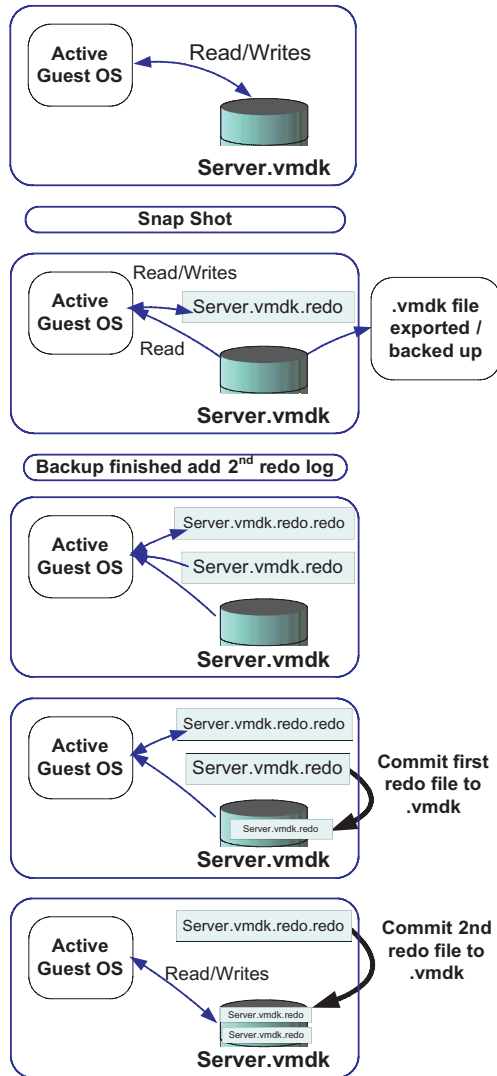 Active
Guest OS
Read/Writes
Server.vmdk
Snap Shot
Read/Writes
Active
Guest OS
Server.vmdk.redo
Read
Server.vmdk
.vmdk file
exported /
backed up
Backup finished add 2nd redo log
Server.vmdk.redo.redo
Active
Guest OS
Server.vmdk.redo
Server.vmdk
Server.vmdk.redo.redo
Active
Guest OS
Server.vmdk.redo
Server.vmdk.redo
Server.vmdk
Commit first
redo file to
.vmdk
Server.vmdk.redo.redo
Active
Guest OS
Read/Writes
Server.vmdk.redo
Server.vmdk.redo
Server.vmdk
Commit 2nd
redo file to
.vmdk